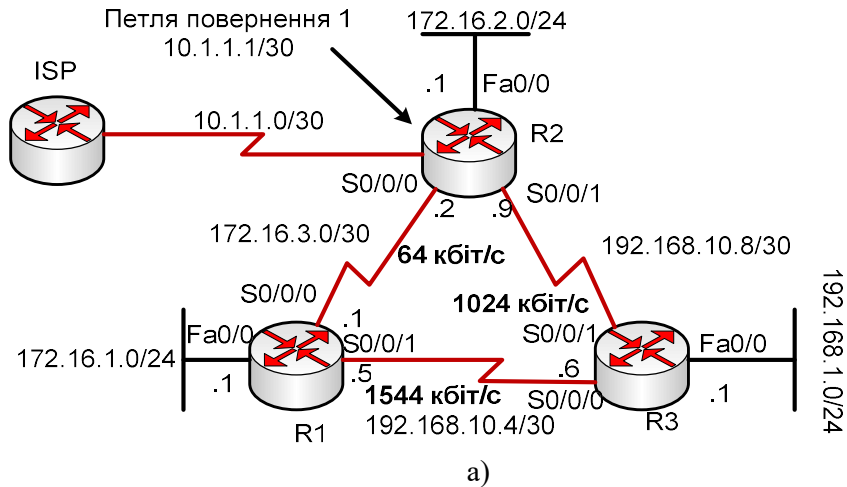 Петля повернення 1
10.1.1.1/30
172.16.2.0/24
ISP
.1
Fa0/0
10.1.1.0/30
R2
S0/0/0
S0/0/1
.2
.9
172.16.3.0/30
192.168.10.8/30
64 кбіт/с
S0/0/0
1024 кбіт/с
.1
Fa0/0
S0/0/1
S0/0/1
Fa0/0
172.16.1.0/24
.1
.5
.6
.1
192.168.1.0/24
1544 кбіт/с
S0/0/0
192.168.10.4/30
R1
R3
а)